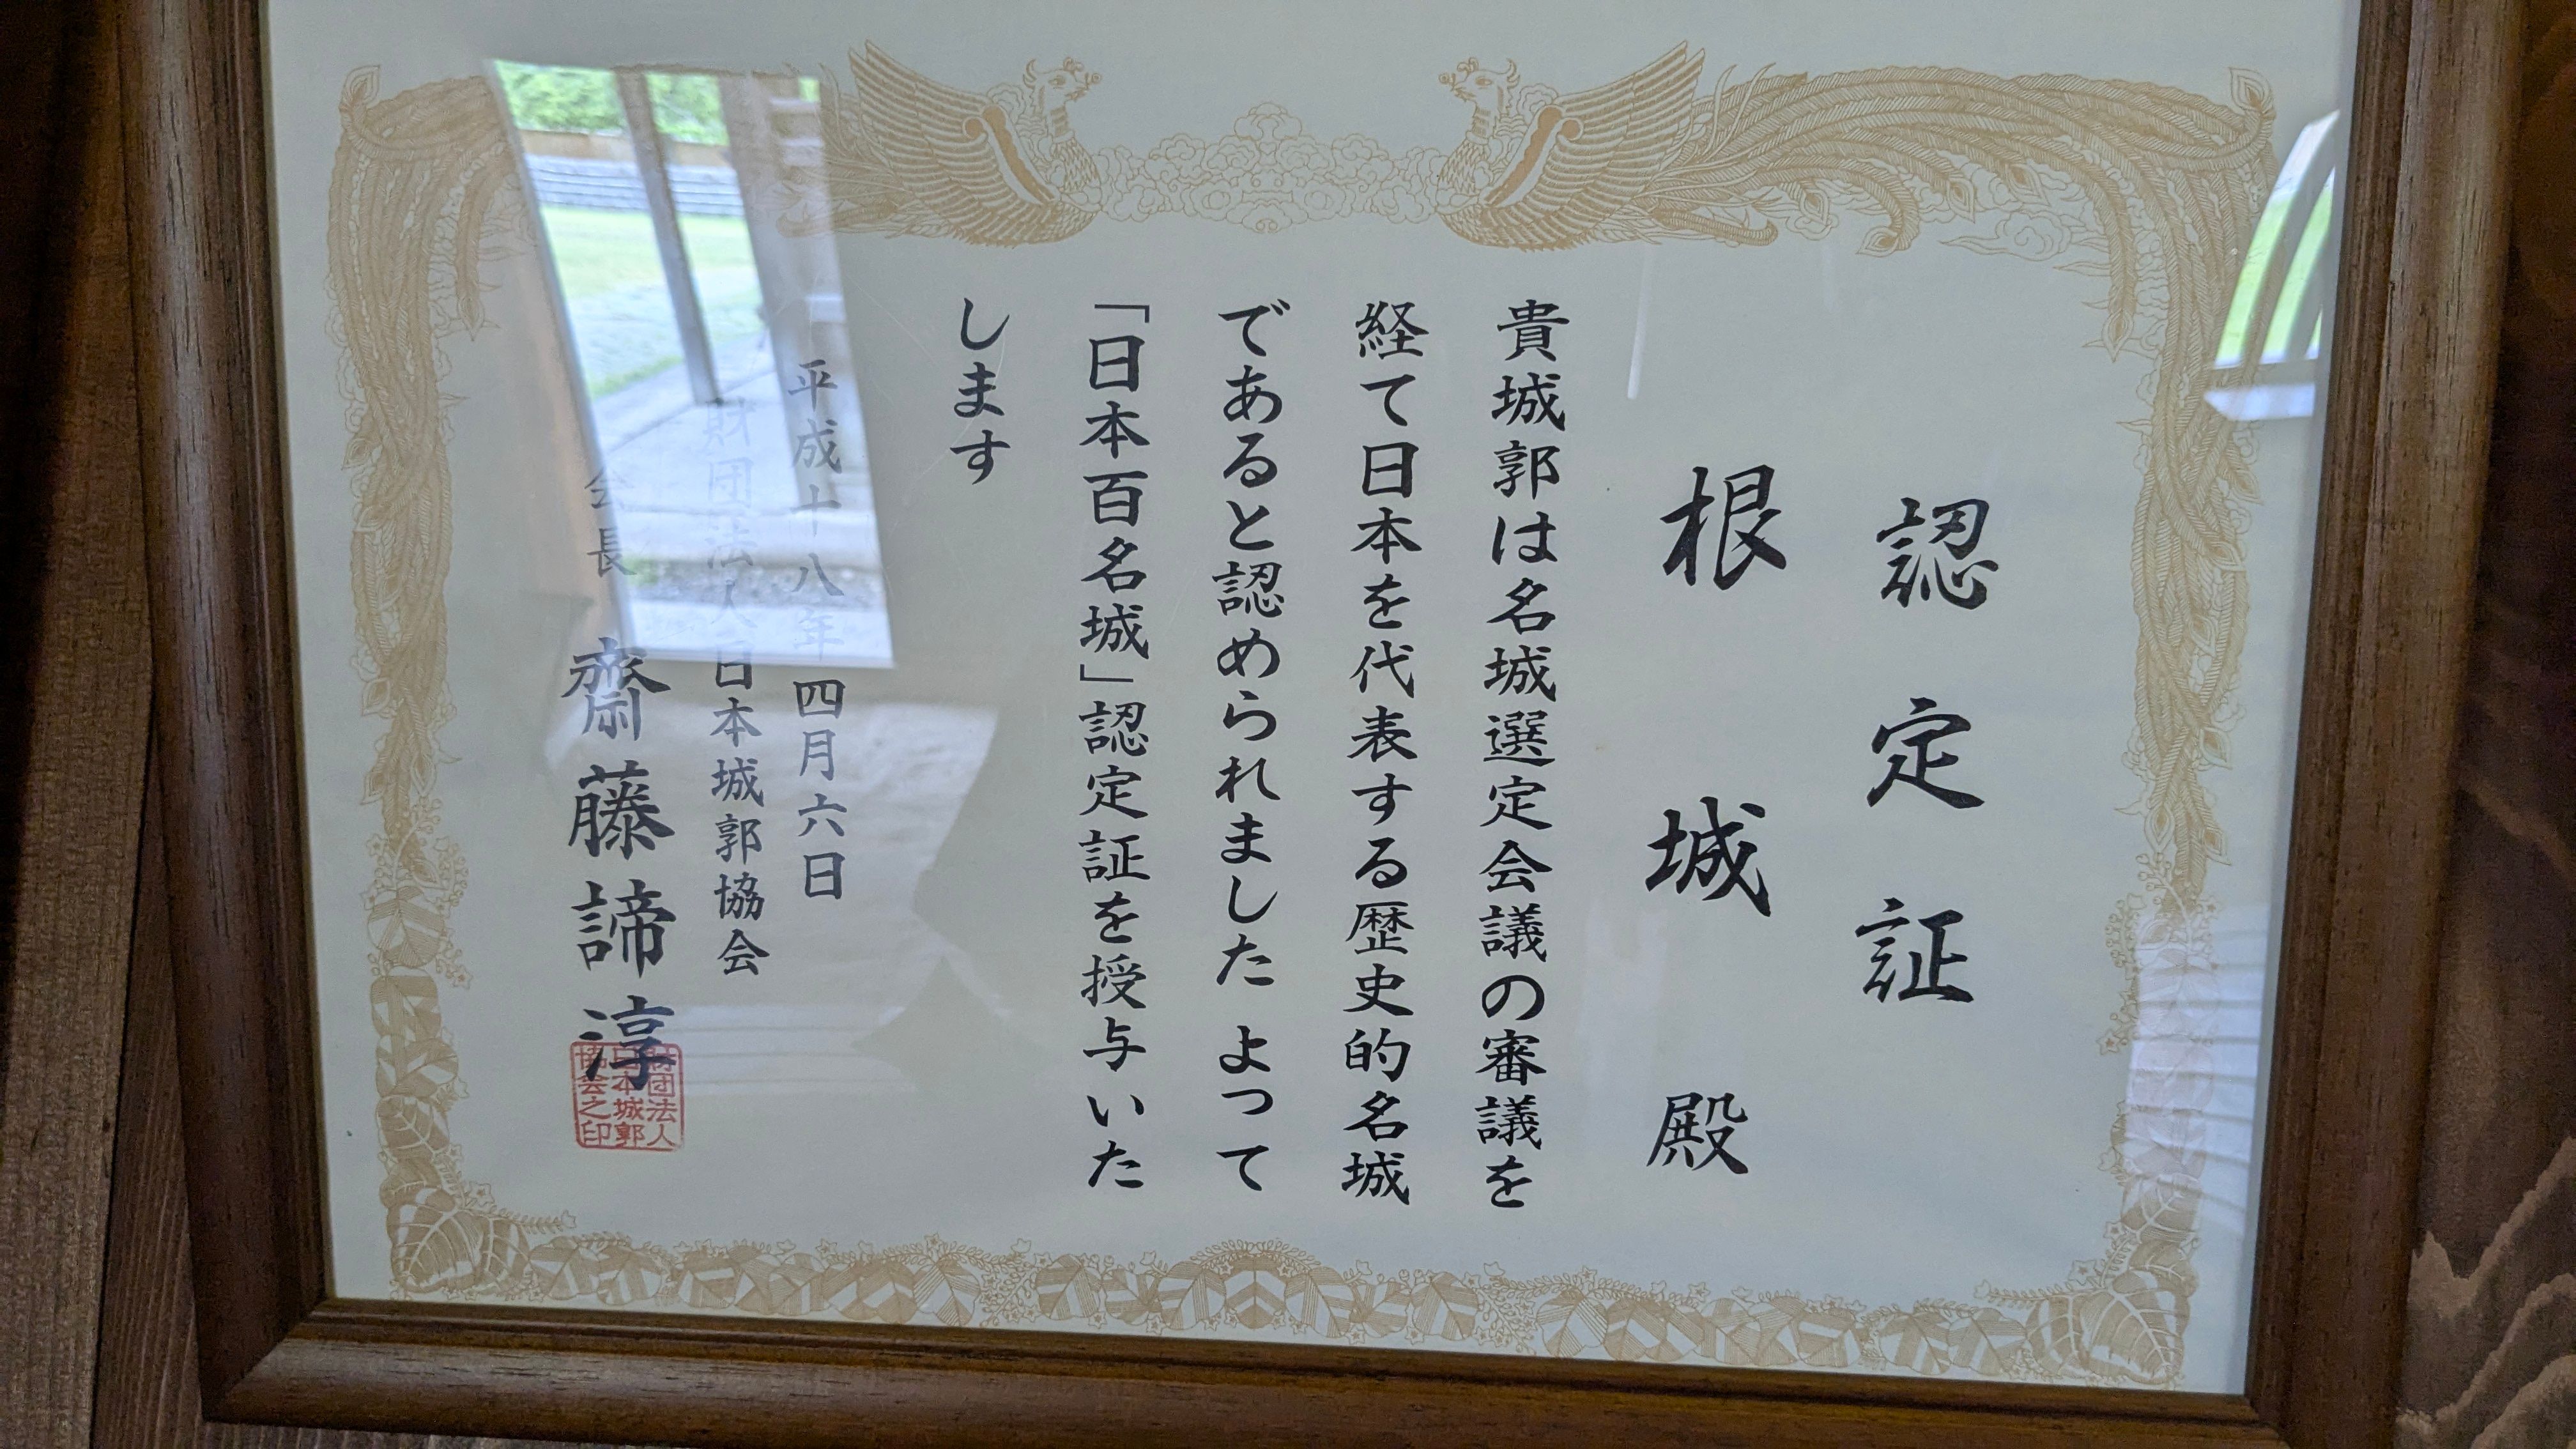 認定証
根城殿
貴城郭は名城選定会議の審議を
経て日本を代表する歴史的名城
であると認められました よって
「日本百名城」認定証を授与いた
します
平成十八年四月六日
財団法人日本城郭協会
会長 齋藤諦淳
財団法人
日本城郭
協会之印